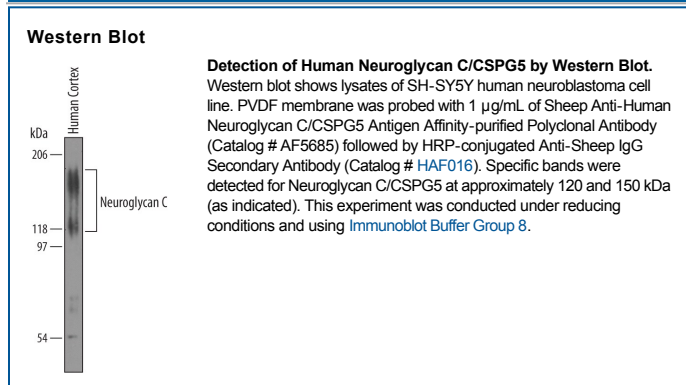 Western Blot
Human Cortex
kDa
206
118
97
54
Neuroglycan C
Detection of Human Neuroglycan C/CSPG5 by Western Blot.
Western blot shows lysates of SH-SY5Y human neuroblastoma cell
line. PVDF membrane was probed with 1 µg/mL of Sheep Anti-Human
Neuroglycan C/CSPG5 Antigen Affinity-purified Polyclonal Antibody
(Catalog # AF5685) followed by HRP-conjugated Anti-Sheep IgG
Secondary Antibody (Catalog # HAF016). Specific bands were
detected for Neuroglycan C/CSPG5 at approximately 120 and 150 kDa
(as indicated). This experiment was conducted under reducing
conditions and using Immunoblot Buffer Group 8.